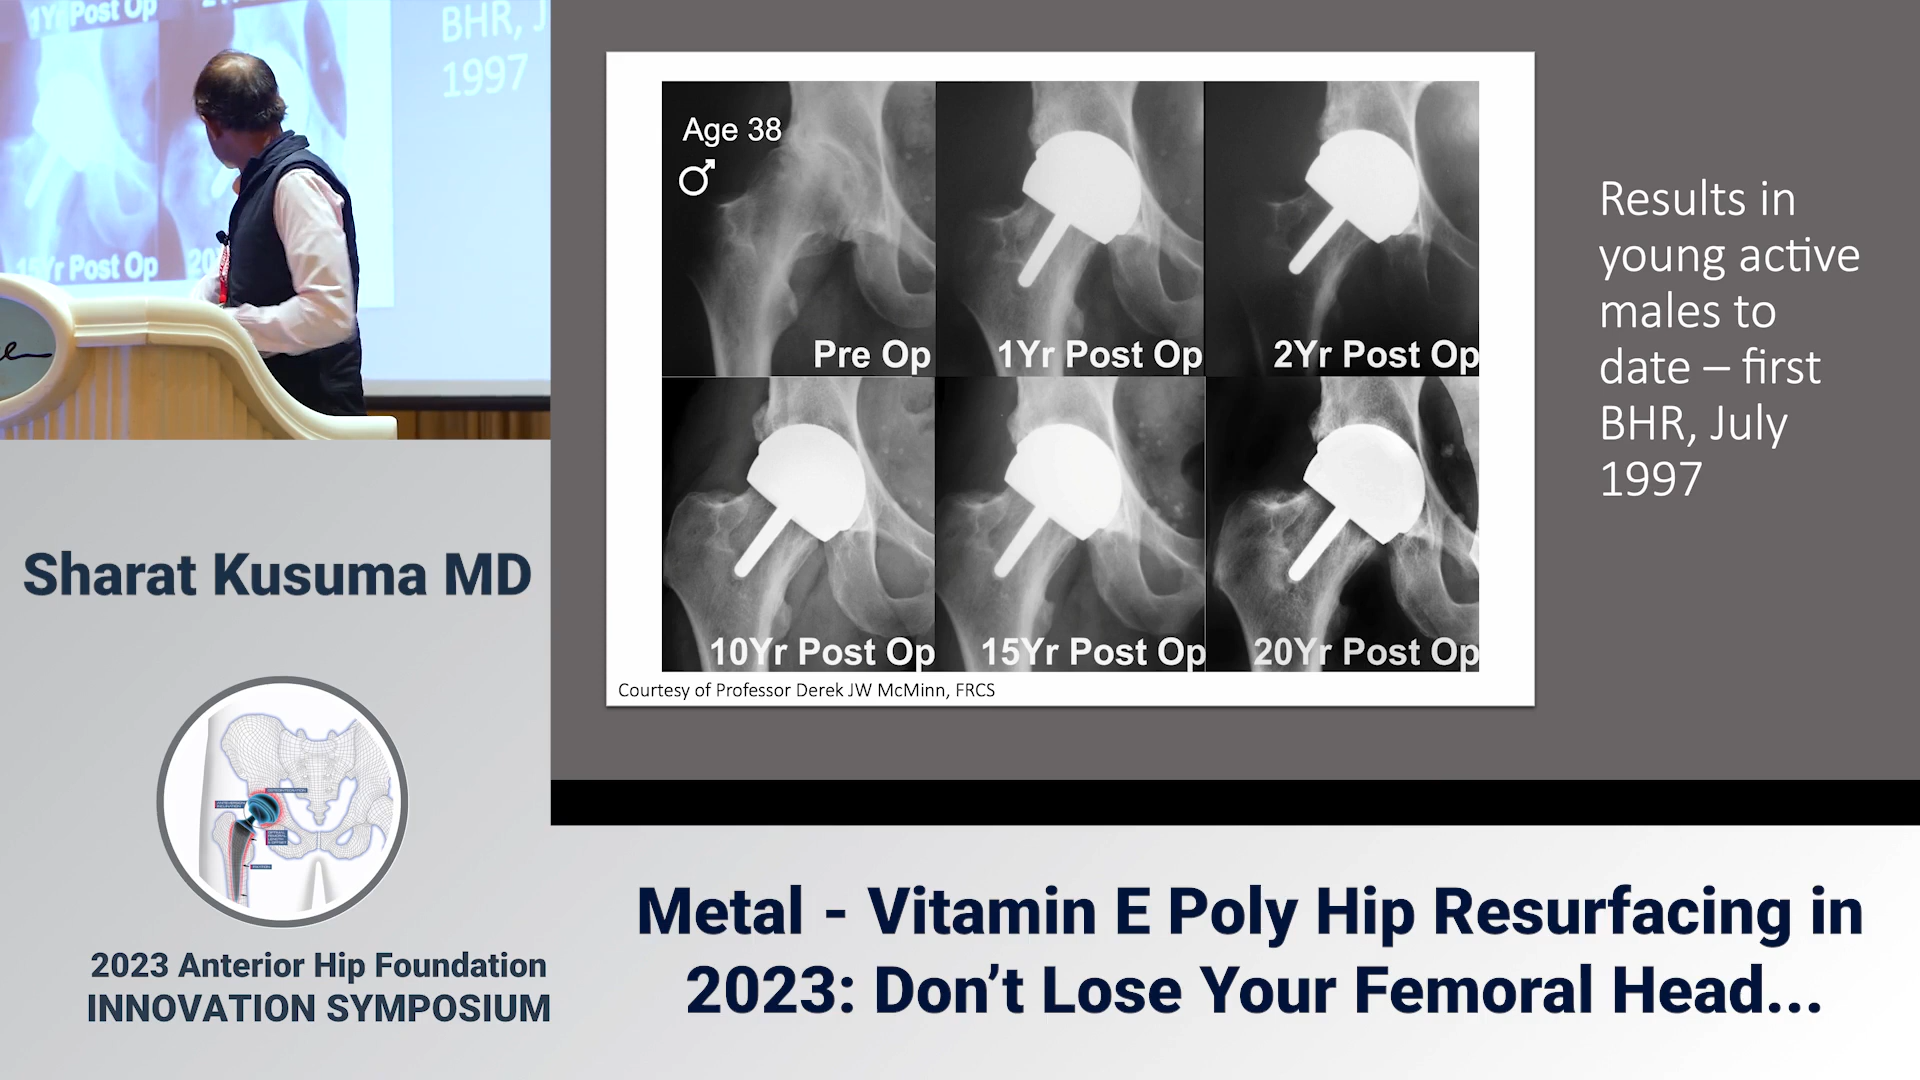 1Yr Post Op
BHR, J
1997
15Yr Post Op
20
Age 38
♂
Pre Op
1Yr Post Op
2Yr Post Op
10Yr Post Op
15Yr Post Op
20Yr Post Op
Courtesy of Professor Derek JW McMinn, FRCS
Results in
young active
males to
date – first
BHR, July
1997
Sharat Kusuma MD
2023 Anterior Hip Foundation
INNOVATION SYMPOSIUM
Metal - Vitamin E Poly Hip Resurfacing in
2023: Don’t Lose Your Femoral Head...